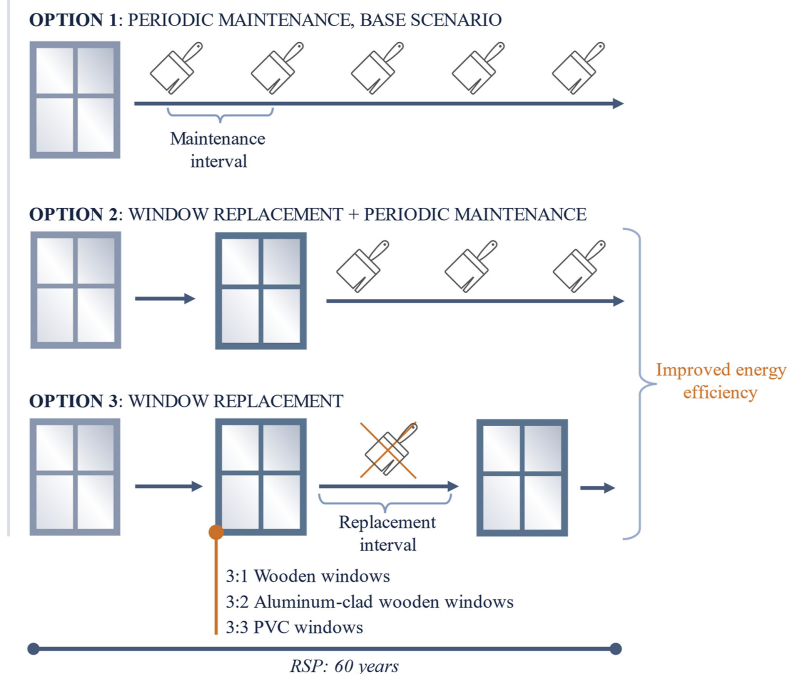 OPTION 1: PERIODIC MAINTENANCE, BASE SCENARIO
Maintenance
interval
OPTION 2: WINDOW REPLACEMENT + PERIODIC MAINTENANCE
Improved energy
efficiency
OPTION 3: WINDOW REPLACEMENT
Replacement
interval
3:1 Wooden windows
3:2 Aluminum-clad wooden windows
3:3 PVC windows
RSP: 60 years